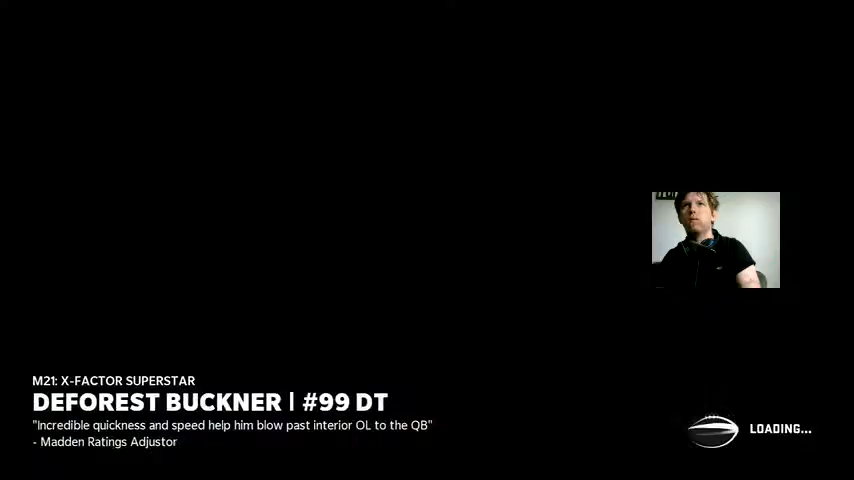 M21: X-FACTOR SUPERSTAR
DEFOREST BUCKNER | #99 DT
"Incredible quickness and speed help him blow past interior OL to the QB"
- Madden Ratings Adjustor
LOADING...